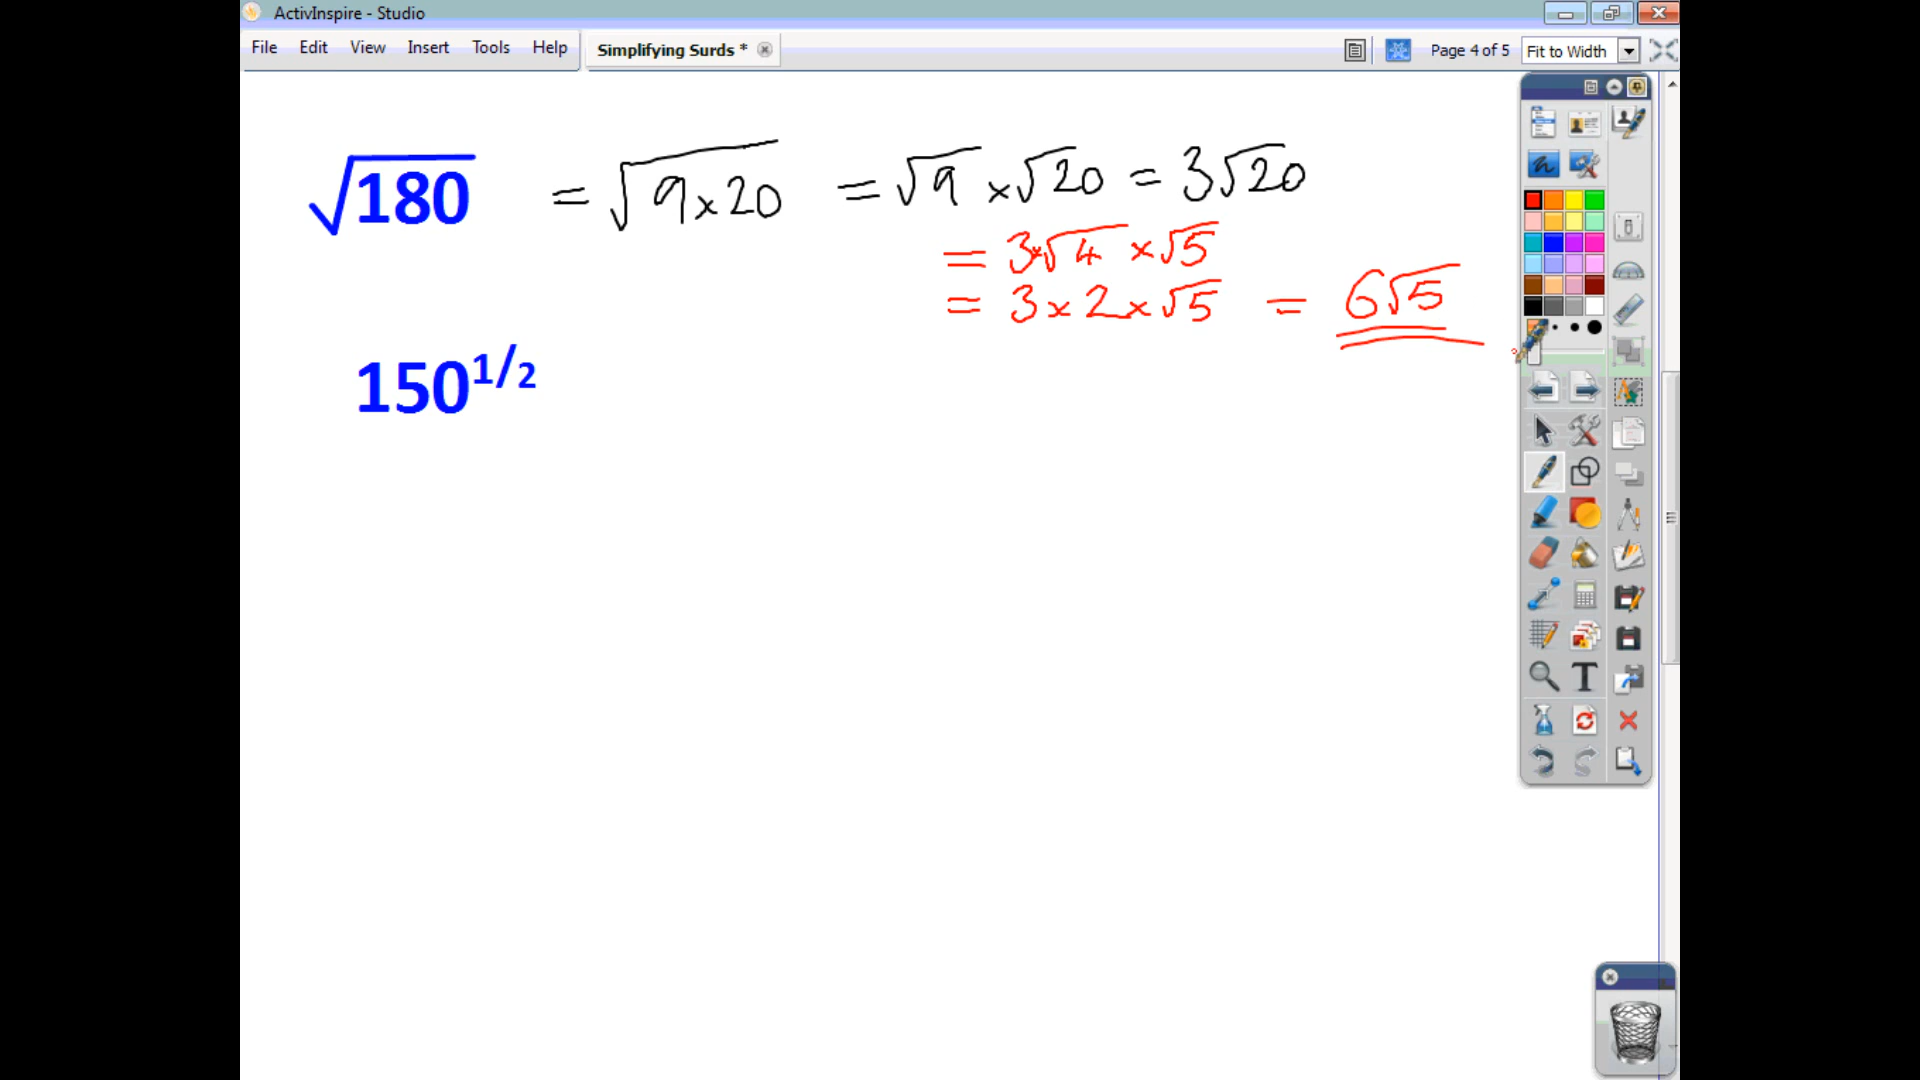 ActivInspire - Studio
File Edit View Insert Tools Help
Simplifying Surds *
Page 4 of 5
Fit to Width
√180 = √9×20 = √9 × √20 = 3√20
= 3×√4 × √5
= 3 × 2 × √5 = 6√5
150^1/2